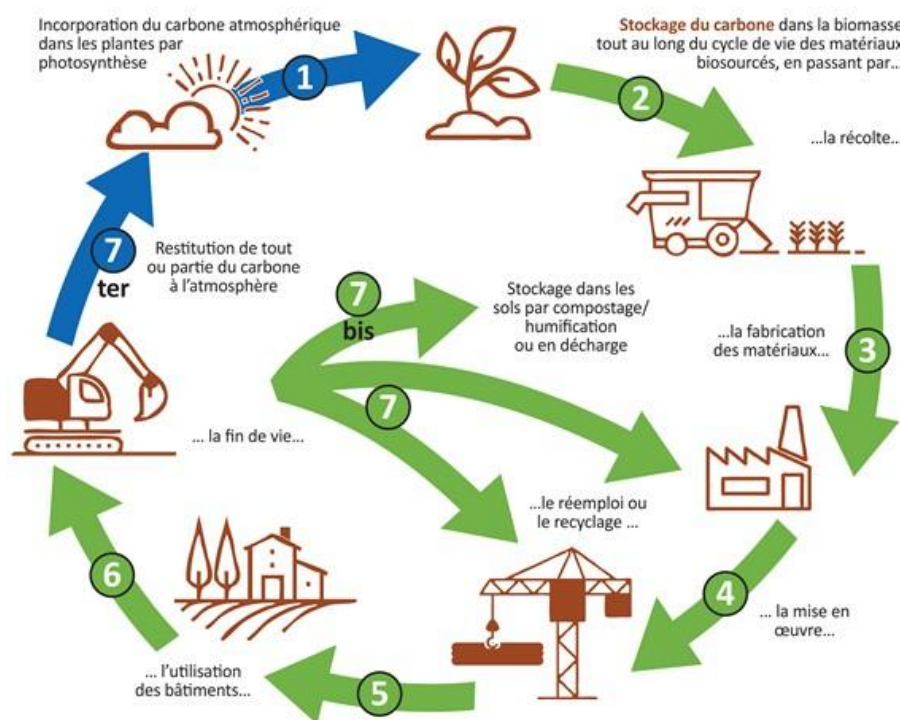 Incorporation du carbone atmosphérique
dans les plantes par
photosynthèse
1
Stockage du carbone dans la biomasse
tout au long du cycle de vie des matériaux
biosourcés, en passant par...
2
...la récolte...
7
ter
Restitution de tout
ou partie du carbone
à l'atmosphère
7
bis
Stockage dans les
sols par compostage/
humification
ou en décharge
...la fabrication
des matériaux...
3
7
... la fin de vie...
...le réemploi ou
le recyclage ...
6
4
... la mise en
œuvre...
... l'utilisation
des bâtiments...
5